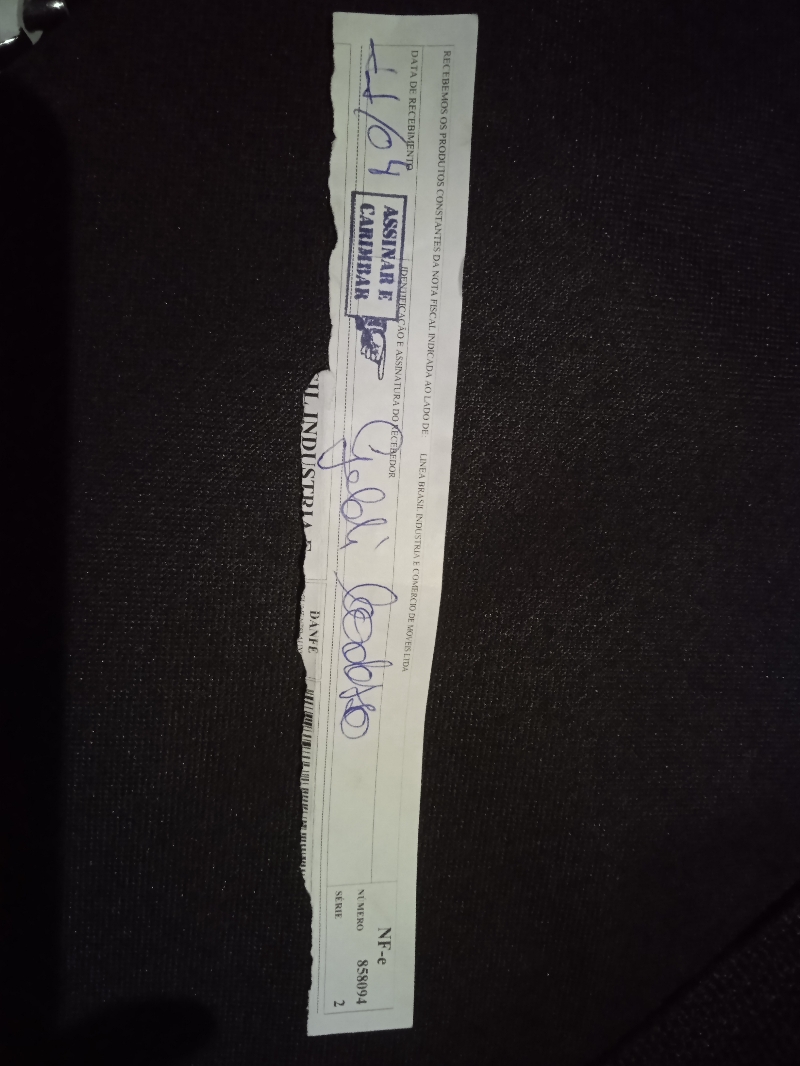 RECEBEMOS OS PRODUTOS CONSTANTES DA NOTA FISCAL INDICADA AO LADO DE LINEA BRASIL INDUSTRIA E COMERCIO DE MOVEIS LTDA
DATA DE RECEBIMENTO
IDENTIFICAÇÃO E ASSINATURA DO RECEBEDOR
/04
ASSINAR E
CARIMBAR
NF-e
NÚMERO 858094
SÉRIE 2
SIL INDUSTRIA E
DANFE